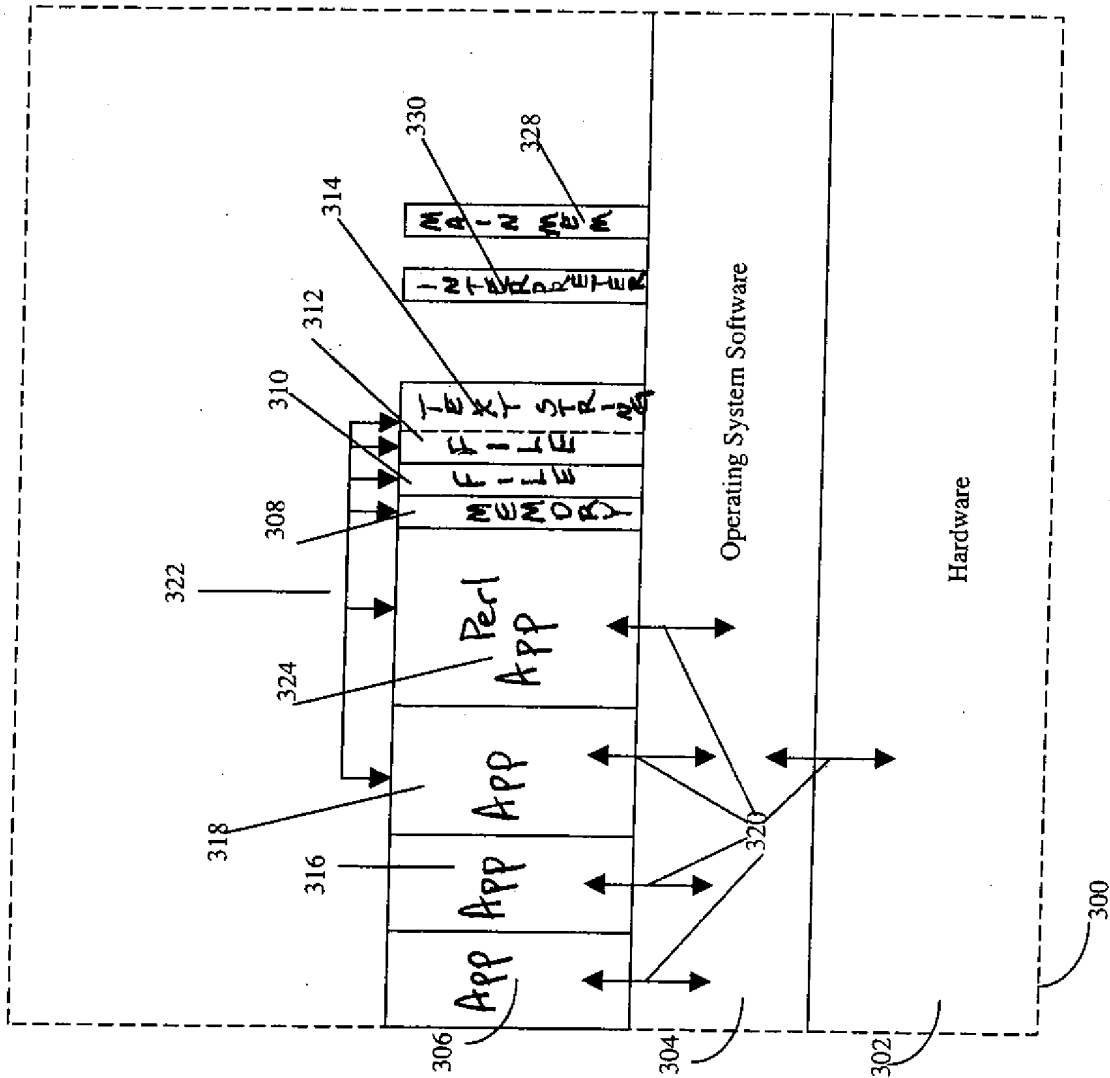 322
324
318
316
308
310
312
314
330
328
App
App
App
Perl
App
MEMORY
FILE
FILE
TEXT STRING
INTERPRETER
MAIN MEM
306
320
304
Operating System Software
302
Hardware
300